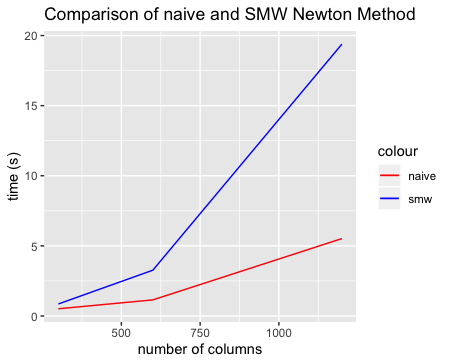 Comparison of naive and SMW Newton Method
20
15
10
5
0
time (s)
500
750
1000
number of columns
colour
naive
smw